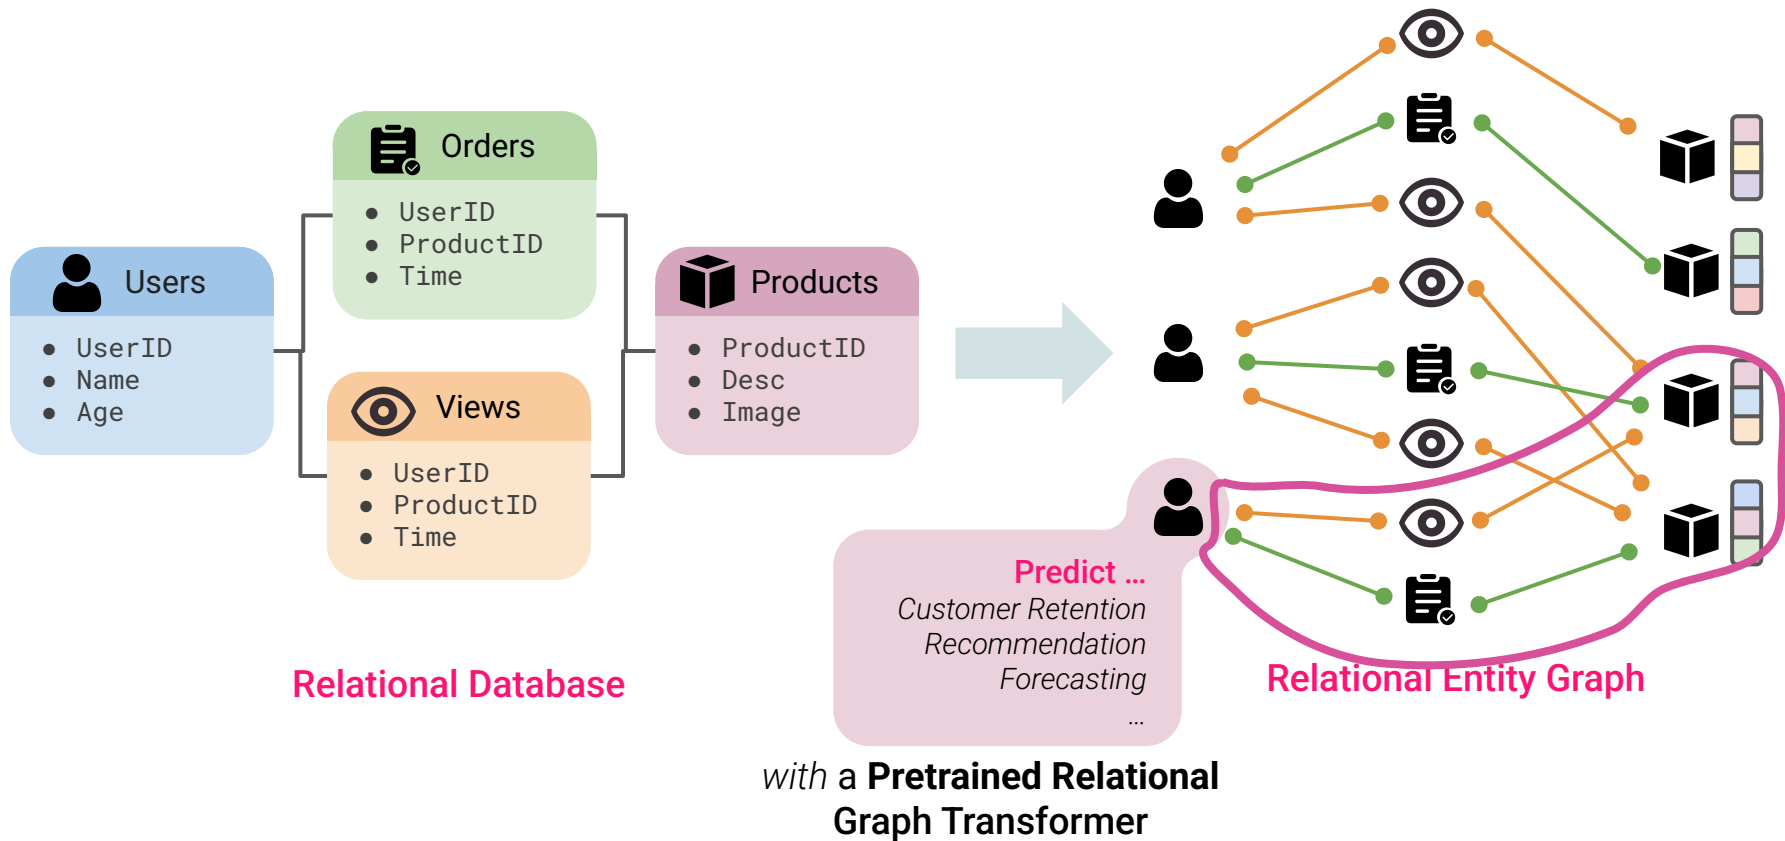 Users
UserID
Name
Age
Orders
UserID
ProductID
Time
Views
UserID
ProductID
Time
Products
ProductID
Desc
Image
Relational Database
Predict ...
Customer Retention
Recommendation
Forecasting
...
with a Pretrained Relational
Graph Transformer
Relational Entity Graph